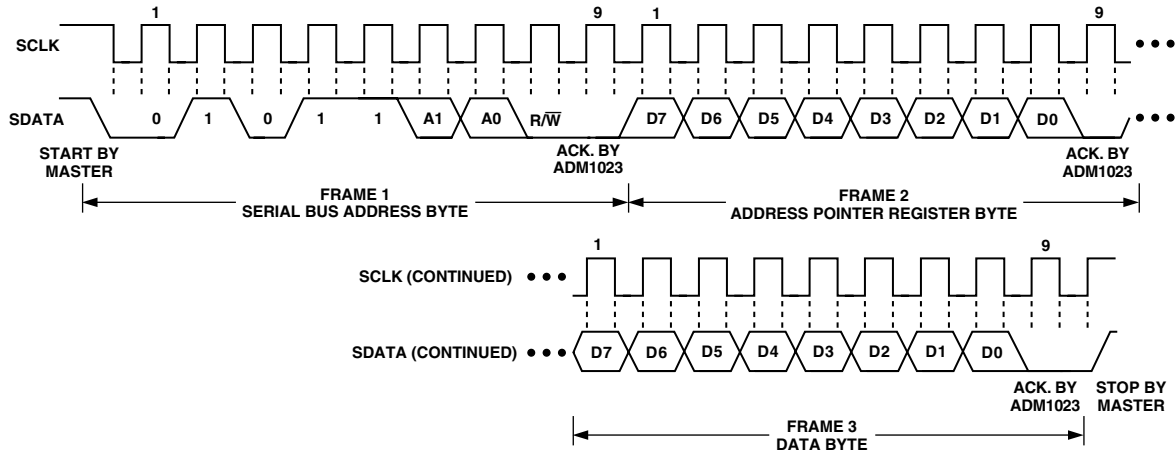 1 9 1 9
SCLK
SDATA 0 1 0 1 1 A1 A0 R/W̅ D7 D6 D5 D4 D3 D2 D1 D0
START BY
MASTER
ACK. BY
ADM1023
ACK. BY
ADM1023
FRAME 1
SERIAL BUS ADDRESS BYTE
FRAME 2
ADDRESS POINTER REGISTER BYTE
1 9
SCLK (CONTINUED)
SDATA (CONTINUED) D7 D6 D5 D4 D3 D2 D1 D0
ACK. BY
ADM1023
STOP BY
MASTER
FRAME 3
DATA BYTE